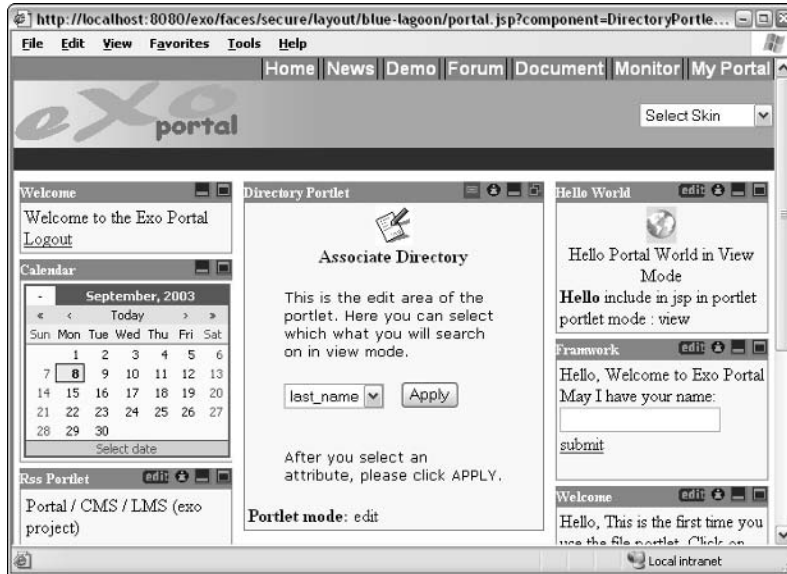 http://localhost:8080/exo/faces/secure/layout/blue-lagoon/portal.jsp?component=DirectoryPortle...
File Edit View Favorites Tools Help
Home News Demo Forum Document Monitor My Portal
eXo portal
Select Skin
Welcome
Welcome to the Exo Portal
Logout
Calendar
- September, 2003
« ‹ Today › »
Sun Mon Tue Wed Thu Fri Sat
1 2 3 4 5 6
7 8 9 10 11 12 13
14 15 16 17 18 19 20
21 22 23 24 25 26 27
28 29 30
Select date
Rss Portlet edit
Portal / CMS / LMS (exo
project)
Directory Portlet
Associate Directory
This is the edit area of the
portlet. Here you can select
which what you will search
on in view mode.
last_name Apply
After you select an
attribute, please click APPLY.
Portlet mode: edit
Hello World edit
Hello Portal World in View
Mode
Hello include in jsp in portlet
portlet mode : view
Framwork edit
Hello, Welcome to Exo Portal
May I have your name:
submit
Welcome edit
Hello, This is the first time you
use the file portlet. Click on
Local intranet